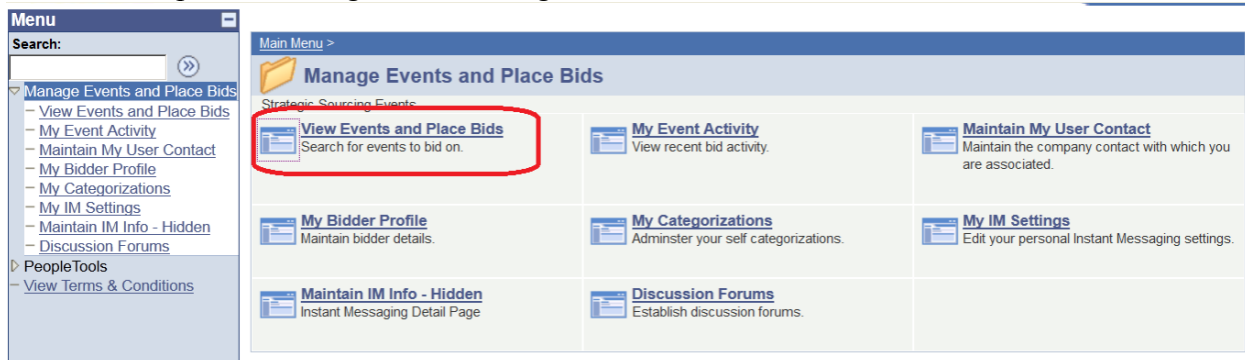 Menu
Search:
Manage Events and Place Bids
View Events and Place Bids
My Event Activity
Maintain My User Contact
My Bidder Profile
My Categorizations
My IM Settings
Maintain IM Info - Hidden
Discussion Forums
PeopleTools
View Terms & Conditions
Main Menu >
Manage Events and Place Bids
Strategic Sourcing Events
View Events and Place Bids
Search for events to bid on.
My Event Activity
View recent bid activity.
Maintain My User Contact
Maintain the company contact with which you
are associated.
My Bidder Profile
Maintain bidder details.
My Categorizations
Adminster your self categorizations.
My IM Settings
Edit your personal Instant Messaging settings.
Maintain IM Info - Hidden
Instant Messaging Detail Page
Discussion Forums
Establish discussion forums.